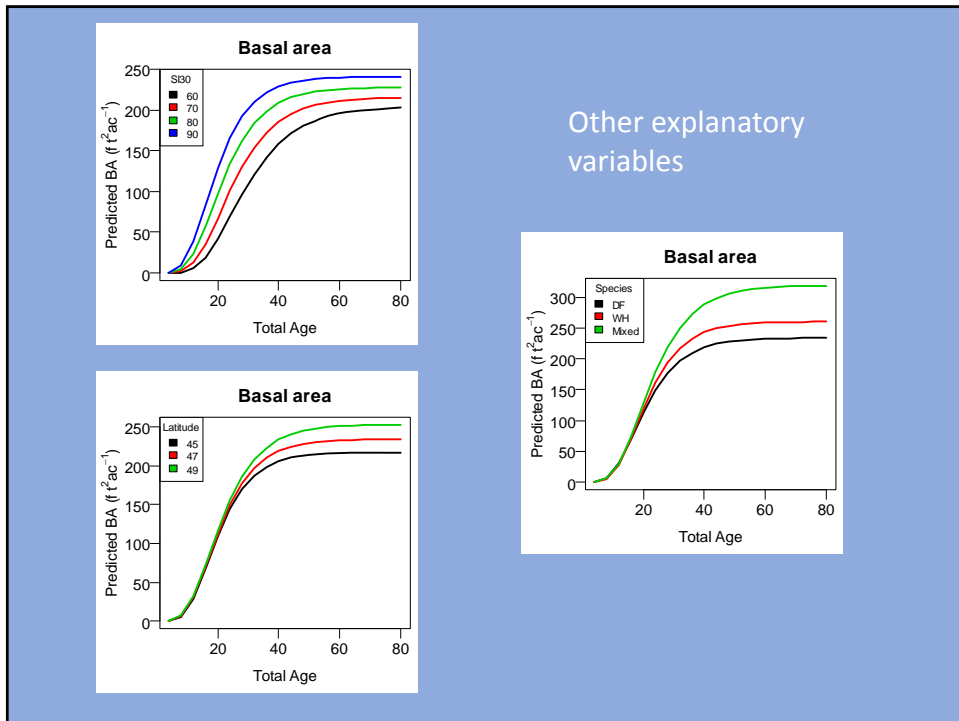 Basal area
Predicted BA (f t²ac⁻¹)
250
200
150
100
50
0
SI30
60
70
80
90
20 40 60 80
Total Age
Other explanatory
variables
Basal area
Predicted BA (f t²ac⁻¹)
250
200
150
100
50
0
Latitude
45
47
49
20 40 60 80
Total Age
Basal area
Predicted BA (f t²ac⁻¹)
300
250
200
150
100
50
0
Species
DF
WH
Mixed
20 40 60 80
Total Age